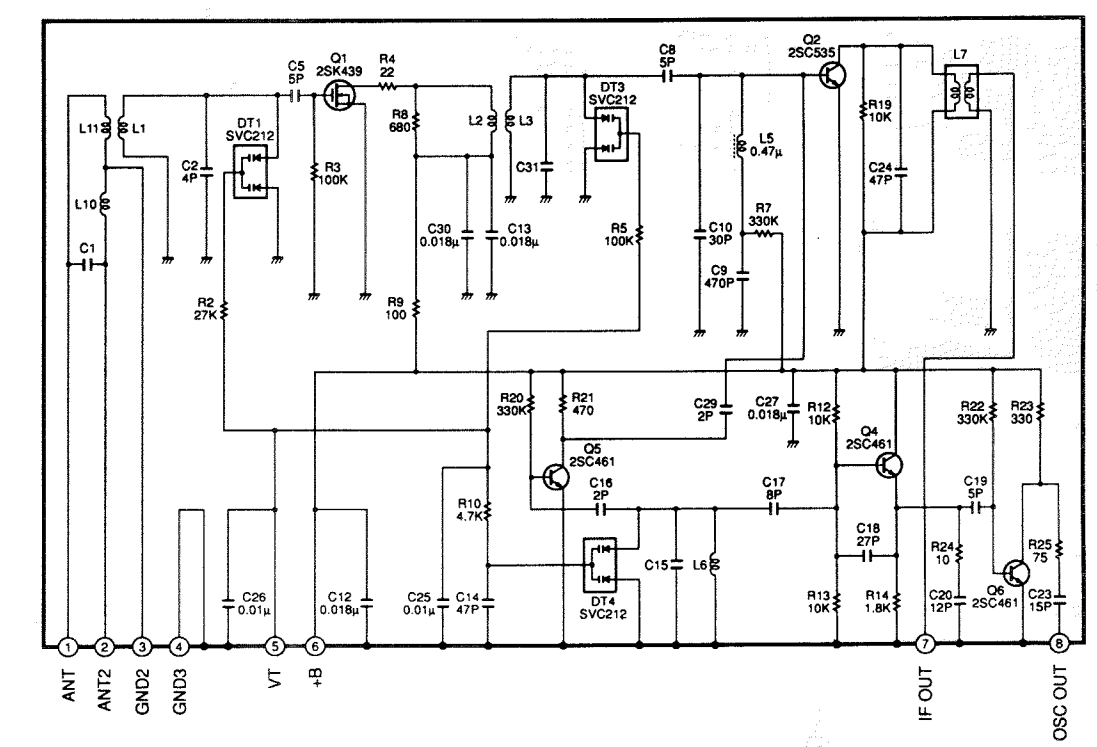 Q1
2SK439
R4
22
C5
5P
R8
680
L11
L1
DT1
SVC212
C2
4P
R3
100K
L10
C1
R2
27K
L2
L3
C31
C30
0.018μ
C13
0.018μ
R9
100
DT3
SVC212
C8
5P
R5
100K
Q2
2SC535
L7
R19
10K
L5
0.47μ
C24
47P
R7
330K
C10
30P
C9
470P
R20
330K
R21
470
C29
2P
C27
0.018μ
R12
10K
Q4
2SC461
R22
330K
R23
330
Q5
2SC461
C16
2P
C17
8P
C19
5P
R10
4.7K
C18
27P
R24
10
R25
75
C15
L6
DT4
SVC212
C26
0.01μ
C12
0.018μ
C25
0.01μ
C14
47P
R13
10K
R14
1.8K
C20
12P
Q6
2SC461
C23
15P
1
2
3
4
5
6
7
8
ANT
ANT2
GND2
GND3
VT
+B
IF OUT
OSC OUT